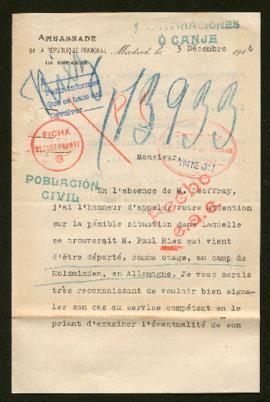 AMBASSADE
DE LA RÉPUBLIQUE FRANÇAISE
EN ESPAGNE
Madrid, le 3 Décembre 1916
Ó CANJE
113933
FICHA
Monsieur,
POBLACIÓN
CIVIL
En l'absence de M. Geoffray,
j'ai l'honneur d'appeler votre attention
sur la pénible situation dans laquelle
se trouverait M. Paul Ries qui vient
d'être déporté, comme otage, au camp de
Holzminden, en Allemagne. Je vous serais
très reconnaissant de vouloir bien signa-
ler son cas au service compétent en le
priant d'examiner l'éventualité de son